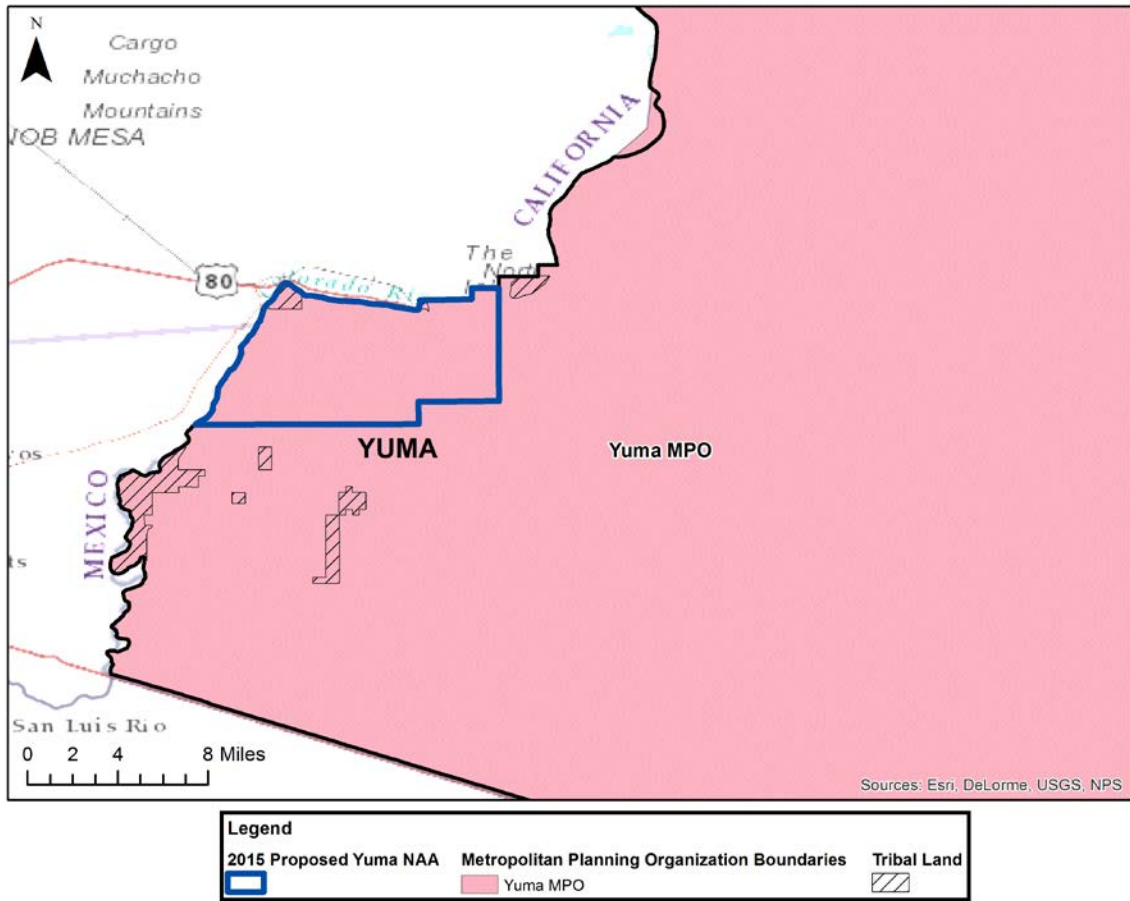 N
Cargo
Muchacho
Mountains
NOB MESA
CALIFORNIA
The
80
YUMA
Yuma MPO
MEXICO
San Luis Rio
0 2 4 8 Miles
Sources: Esri, DeLorme, USGS, NPS
Legend
2015 Proposed Yuma NAA Metropolitan Planning Organization Boundaries Tribal Land
Yuma MPO